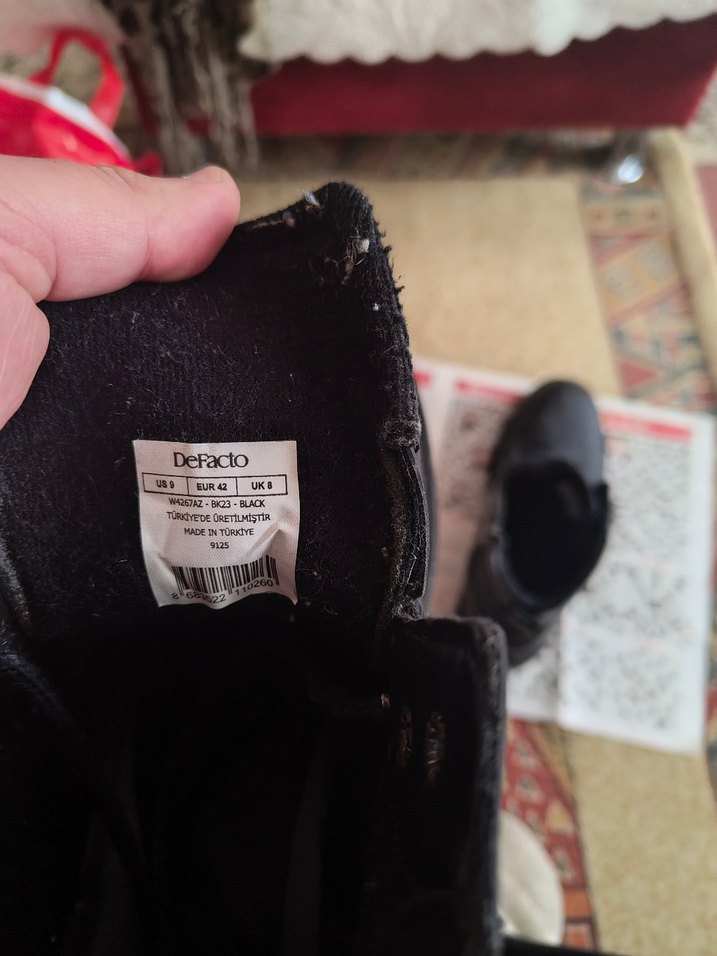 DeFacto
US 9 EUR 42 UK 8
W4267AZ - BK23 - BLACK
TÜRKİYE'DE ÜRETİLMİŞTİR
MADE IN TÜRKİYE
9125